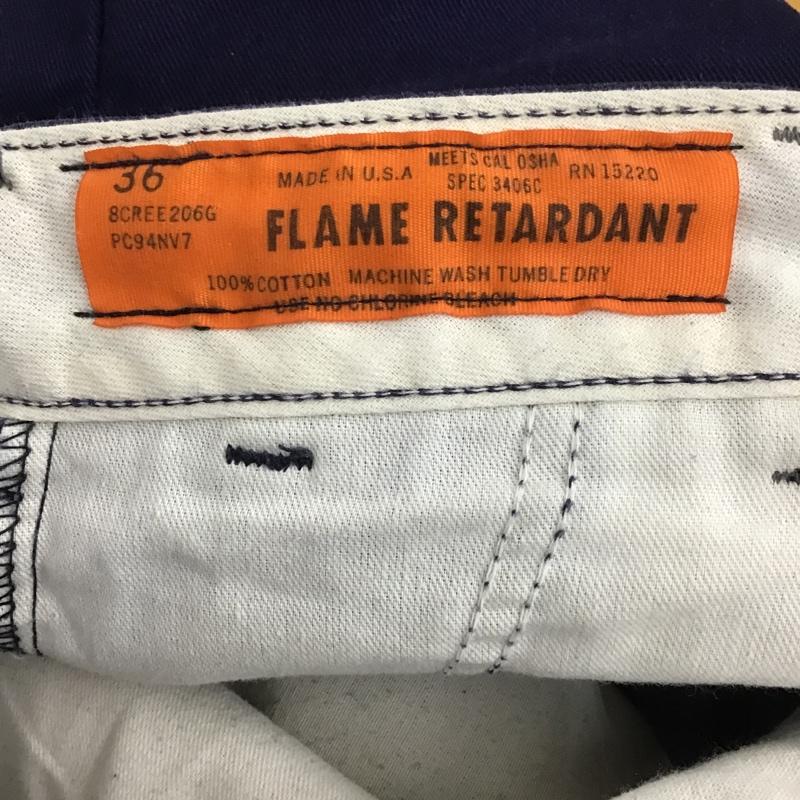 36
MADE IN U.S.A
MEETS CAL OSHA
SPEC 3406C
RN 15220
8CREE206G
PC94NV7
FLAME RETARDANT
100% COTTON MACHINE WASH TUMBLE DRY
USE NO CHLORINE BLEACH